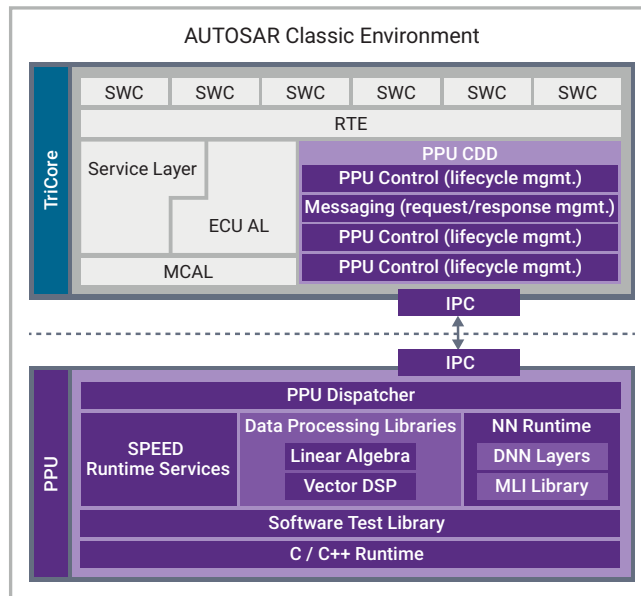 AUTOSAR Classic Environment
TriCore
SWC SWC SWC SWC SWC SWC
RTE
Service Layer
ECU AL
MCAL
PPU CDD
PPU Control (lifecycle mgmt.)
Messaging (request/response mgmt.)
PPU Control (lifecycle mgmt.)
PPU Control (lifecycle mgmt.)
IPC
IPC
PPU
PPU Dispatcher
SPEED
Runtime Services
Data Processing Libraries
Linear Algebra
Vector DSP
NN Runtime
DNN Layers
MLI Library
Software Test Library
C / C++ Runtime